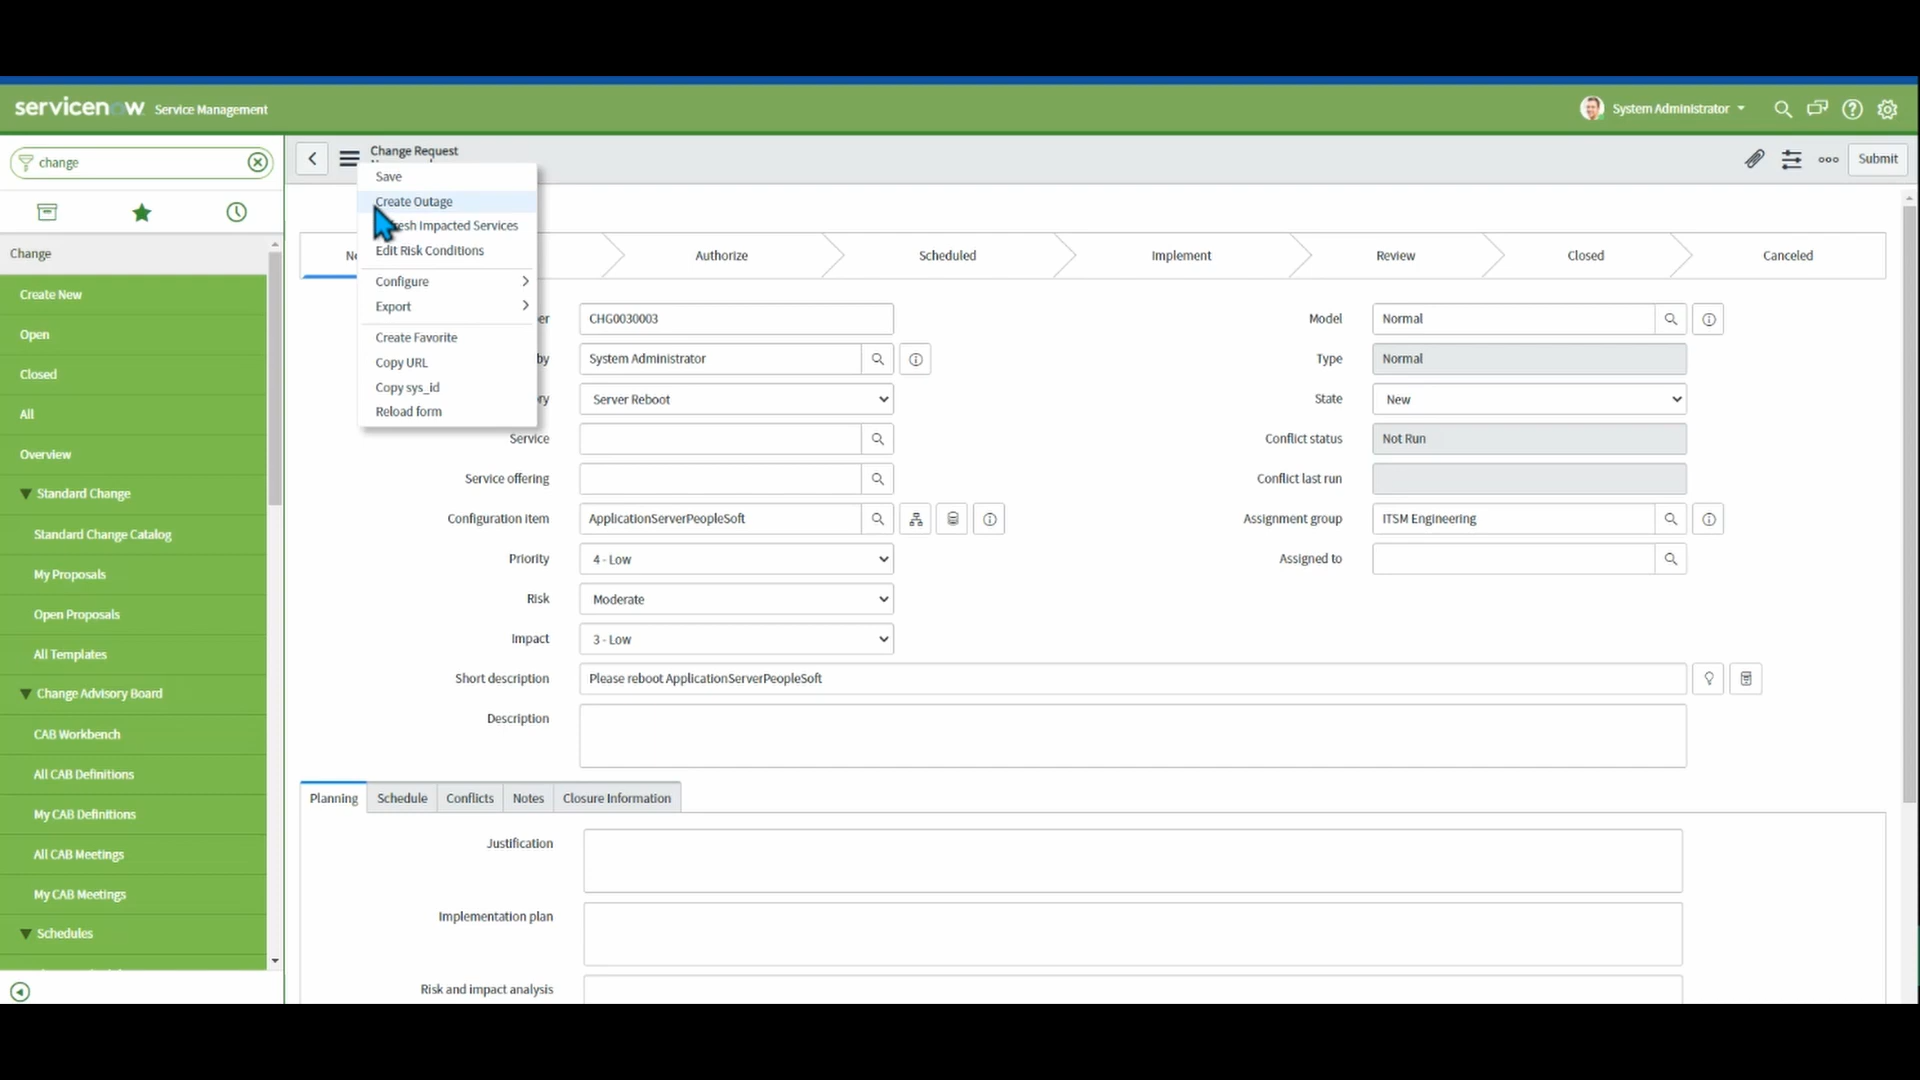 servicenow Service Management
System Administrator
change
Change Request
Submit
Save
Create Outage
resh Impacted Services
Edit Risk Conditions
Configure
Export
Create Favorite
Copy URL
Copy sys_id
Reload form
Change
Create New
Open
Closed
All
Overview
Standard Change
Standard Change Catalog
My Proposals
Open Proposals
All Templates
Change Advisory Board
CAB Workbench
All CAB Definitions
My CAB Definitions
All CAB Meetings
My CAB Meetings
Schedules
Authorize
Scheduled
Implement
Review
Closed
Canceled
CHG0030003
by System Administrator
Server Reboot
Service
Service offering
Configuration item ApplicationServerPeopleSoft
Priority 4 - Low
Risk Moderate
Impact 3 - Low
Model Normal
Type Normal
State New
Conflict status Not Run
Conflict last run
Assignment group ITSM Engineering
Assigned to
Short description Please reboot ApplicationServerPeopleSoft
Description
Planning Schedule Conflicts Notes Closure Information
Justification
Implementation plan
Risk and impact analysis